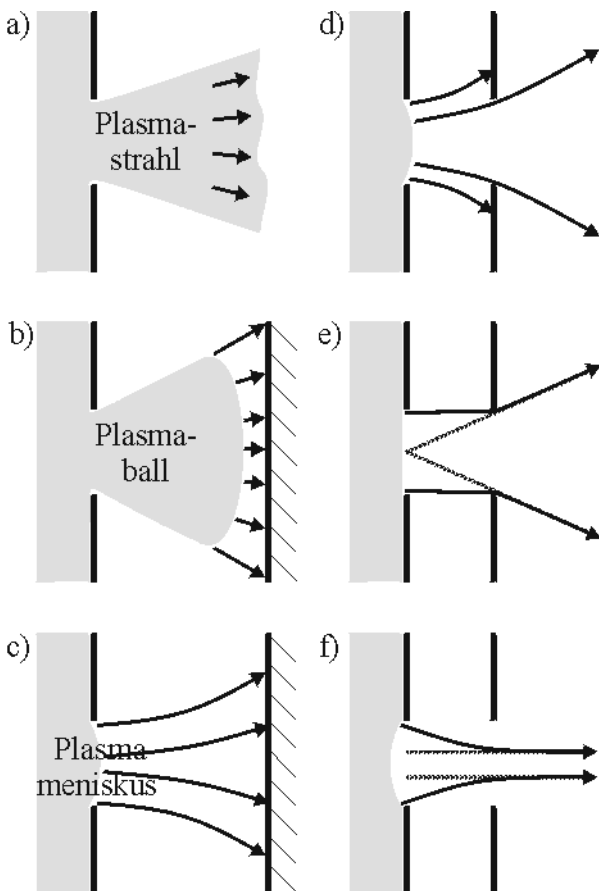 a)
Plasma-
strahl
b)
Plasma-
ball
c)
Plasma
meniskus
d)
e)
f)